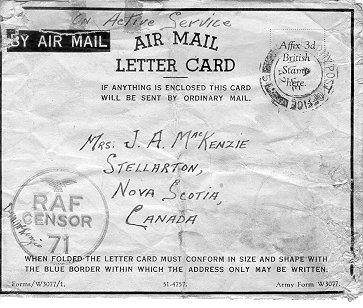 On Active Service
BY AIR MAIL
AIR MAIL
LETTER CARD
IF ANYTHING IS ENCLOSED THIS CARD
WILL BE SENT BY ORDINARY MAIL.
Affix 3d
British
Stamp
here.
POST OFFICE
Mrs. J. A. MacKenzie
Stellarton,
Nova Scotia,
Canada
RAF
CENSOR
71
WHEN FOLDED THE LETTER CARD MUST CONFORM IN SIZE AND SHAPE WITH
THE BLUE BORDER WITHIN WHICH THE ADDRESS ONLY MAY BE WRITTEN.
Forms/W3077/1.
51-4757.
Army Form W3077.